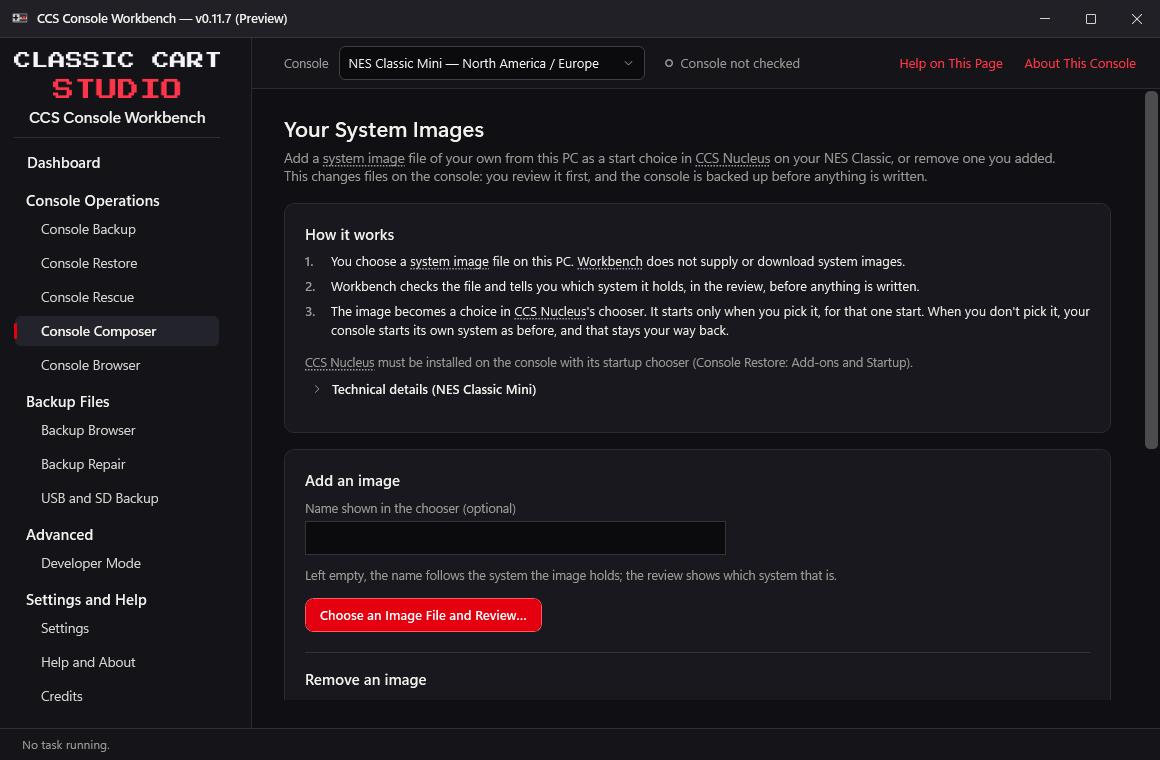 CCS Console Workbench — v0.11.7 (Preview)
CLASSIC CART
STUDIO
CCS Console Workbench
Dashboard
Console Operations
Console Backup
Console Restore
Console Rescue
Console Composer
Console Browser
Backup Files
Backup Browser
Backup Repair
USB and SD Backup
Advanced
Developer Mode
Settings and Help
Settings
Help and About
Credits
Console
NES Classic Mini — North America / Europe
Console not checked
Help on This Page
About This Console
Your System Images
Add a system image file of your own from this PC as a start choice in CCS Nucleus on your NES Classic, or remove one you added.
This changes files on the console: you review it first, and the console is backed up before anything is written.
How it works
1. You choose a system image file on this PC. Workbench does not supply or download system images.
2. Workbench checks the file and tells you which system it holds, in the review, before anything is written.
3. The image becomes a choice in CCS Nucleus's chooser. It starts only when you pick it, for that one start. When you don't pick it, your
console starts its own system as before, and that stays your way back.
CCS Nucleus must be installed on the console with its startup chooser (Console Restore: Add-ons and Startup).
Technical details (NES Classic Mini)
Add an image
Name shown in the chooser (optional)
Left empty, the name follows the system the image holds; the review shows which system that is.
Choose an Image File and Review...
Remove an image
No task running.